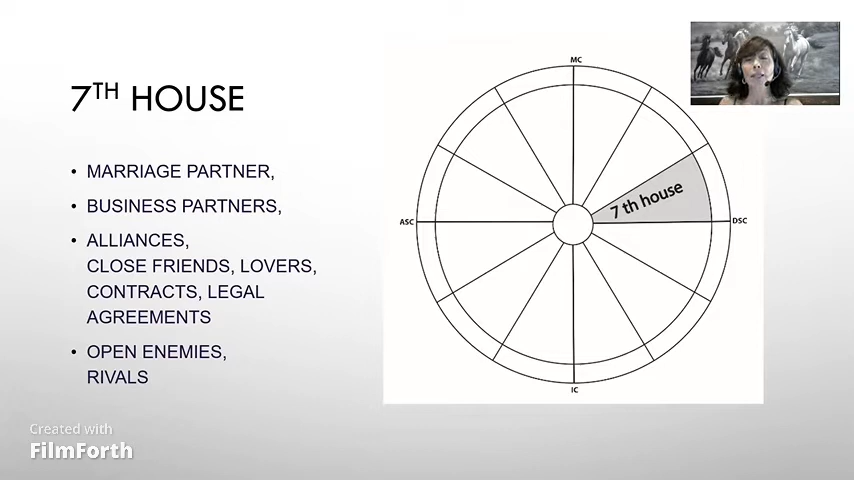 7TH HOUSE
• MARRIAGE PARTNER,
• BUSINESS PARTNERS,
• ALLIANCES,
CLOSE FRIENDS, LOVERS,
CONTRACTS, LEGAL
AGREEMENTS
• OPEN ENEMIES,
RIVALS
MC
7 th house
ASC
DSC
IC
Created with
FilmForth